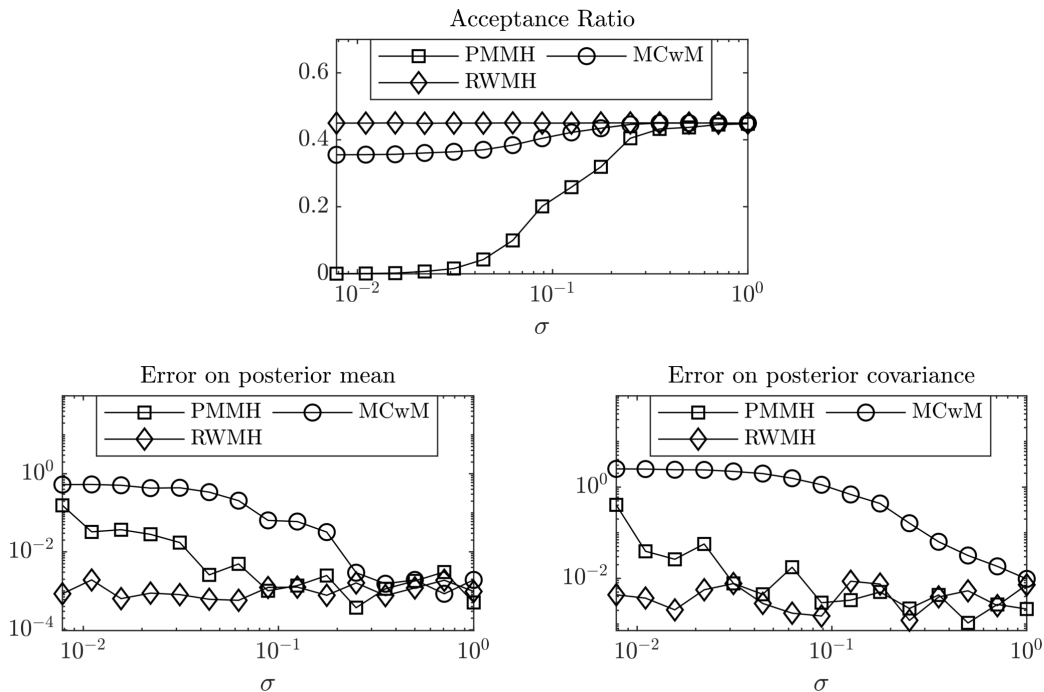 Acceptance Ratio
PMMH MCwM
RWMH
0.6
0.4
0.2
0
10^-2 10^-1 10^0
σ
Error on posterior mean
PMMH MCwM
RWMH
10^0
10^-2
10^-4
10^-2 10^-1 10^0
σ
Error on posterior covariance
PMMH MCwM
RWMH
10^0
10^-2
10^-2 10^-1 10^0
σ